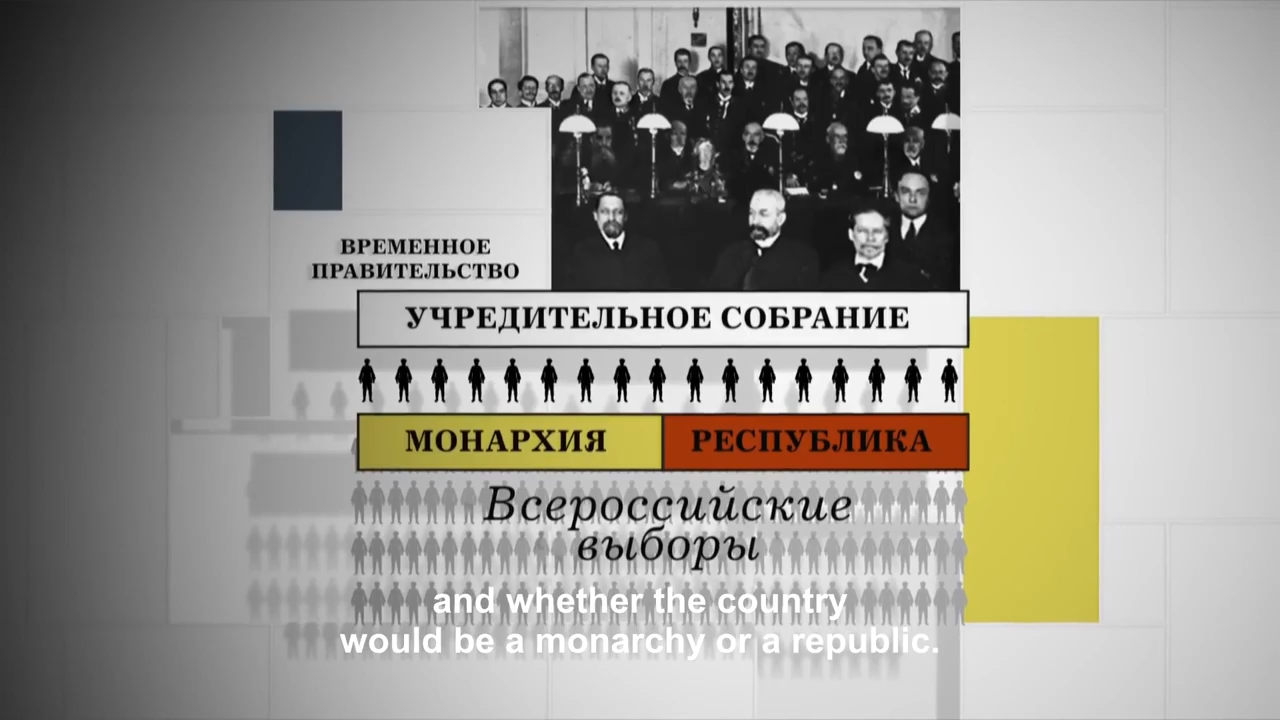 ВРЕМЕННОЕ
ПРАВИТЕЛЬСТВО
УЧРЕДИТЕЛЬНОЕ СОБРАНИЕ
МОНАРХИЯ РЕСПУБЛИКА
Всероссийские
выборы
and whether the country
would be a monarchy or a republic.